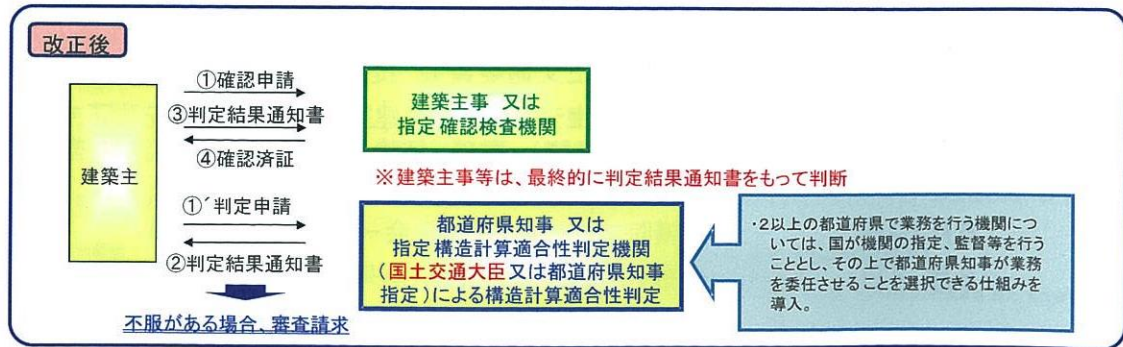 改正後
①確認申請
③判定結果通知書
④確認済証
建築主
①´判定申請
②判定結果通知書
不服がある場合、審査請求
建築主事 又は
指定確認検査機関
※建築主事等は、最終的に判定結果通知書をもって判断
都道府県知事 又は
指定構造計算適合性判定機関
(国土交通大臣又は都道府県知事
指定)による構造計算適合性判定
・2以上の都道府県で業務を行う機関につ
いては、国が機関の指定、監督等を行う
こととし、その上で都道府県知事が業務
を委任させることを選択できる仕組みを
導入。